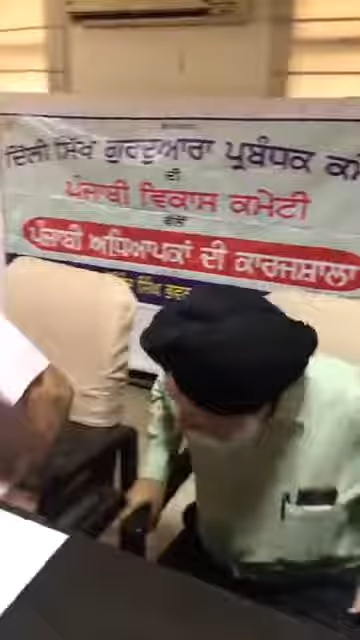 ਦਿੱਲੀ ਸਿੱਖ ਗੁਰਦੁਆਰਾ ਪ੍ਰਬੰਧਕ
ਦੀ
ਪੰਜਾਬੀ ਵਿਕਾਸ ਕਮੇਟੀ
ਵਲੋਂ
ਪੰਜਾਬੀ ਅਧਿਆਪਕਾਂ ਦੀ ਕਾਰਜਸ਼ਾਲਾ
ਸਿੰਘ